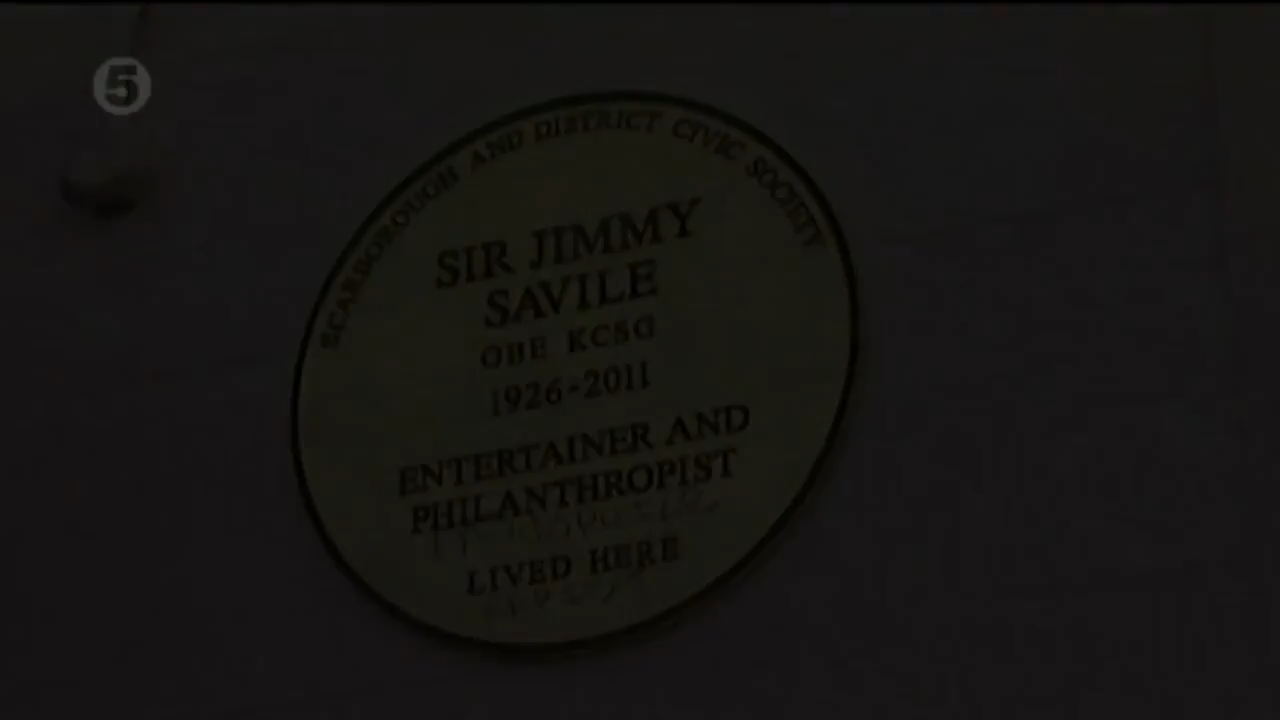 5
SCARBOROUGH AND DISTRICT CIVIC SOCIETY
SIR JIMMY
SAVILE
OBE KCSG
1926-2011
ENTERTAINER AND
PHILANTHROPIST
LIVED HERE